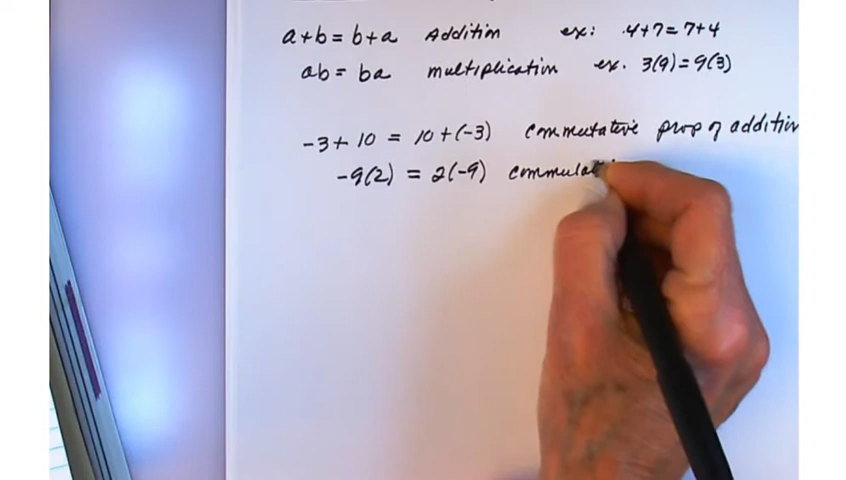 a+b = b+a Addition ex: 4+7 = 7+4
ab = ba multiplication ex. 3(9) = 9(3)
-3 + 10 = 10 + (-3) commutative prop of addition
-9(2) = 2(-9)